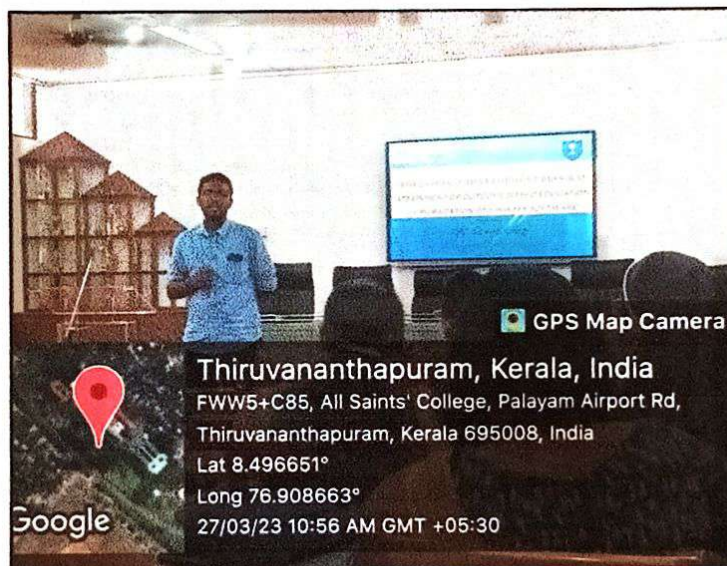 GPS Map Camera
Thiruvananthapuram, Kerala, India
FWW5+C85, All Saints' College, Palayam Airport Rd,
Thiruvananthapuram, Kerala 695008, India
Lat 8.496651°
Long 76.908663°
27/03/23 10:56 AM GMT +05:30
Google